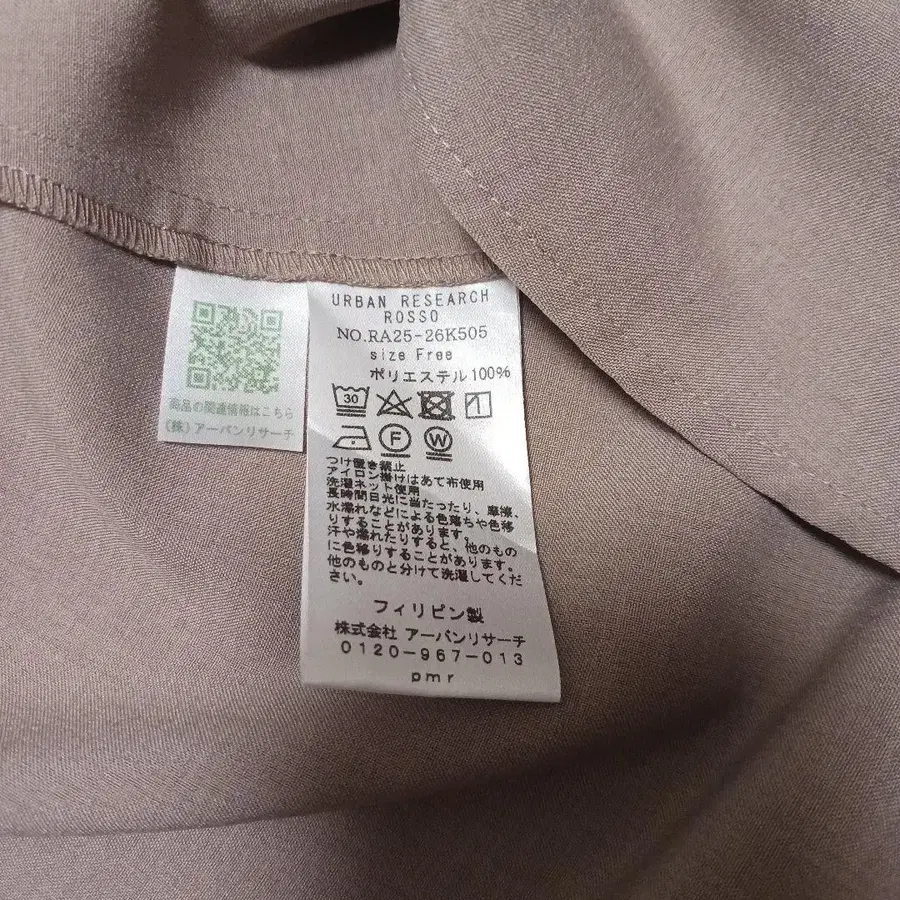 商品の関連情報はこちら
(株) アーバンリサーチ
URBAN RESEARCH
ROSSO
NO.RA25-26K505
size Free
ポリエステル100%
30
F
W
つけ置き禁止
アイロン掛けはあて布使用
洗濯ネット使用
長時間日光に当たったり、摩擦、
水濡れなどによる色落ちや色移
りすることがあります。
汗や濡れたりすると、他のもの
に色移りすることがあります。
他のものと分けて洗濯してくだ
さい。
フィリピン製
株式会社 アーバンリサーチ
0120-967-013
pmr